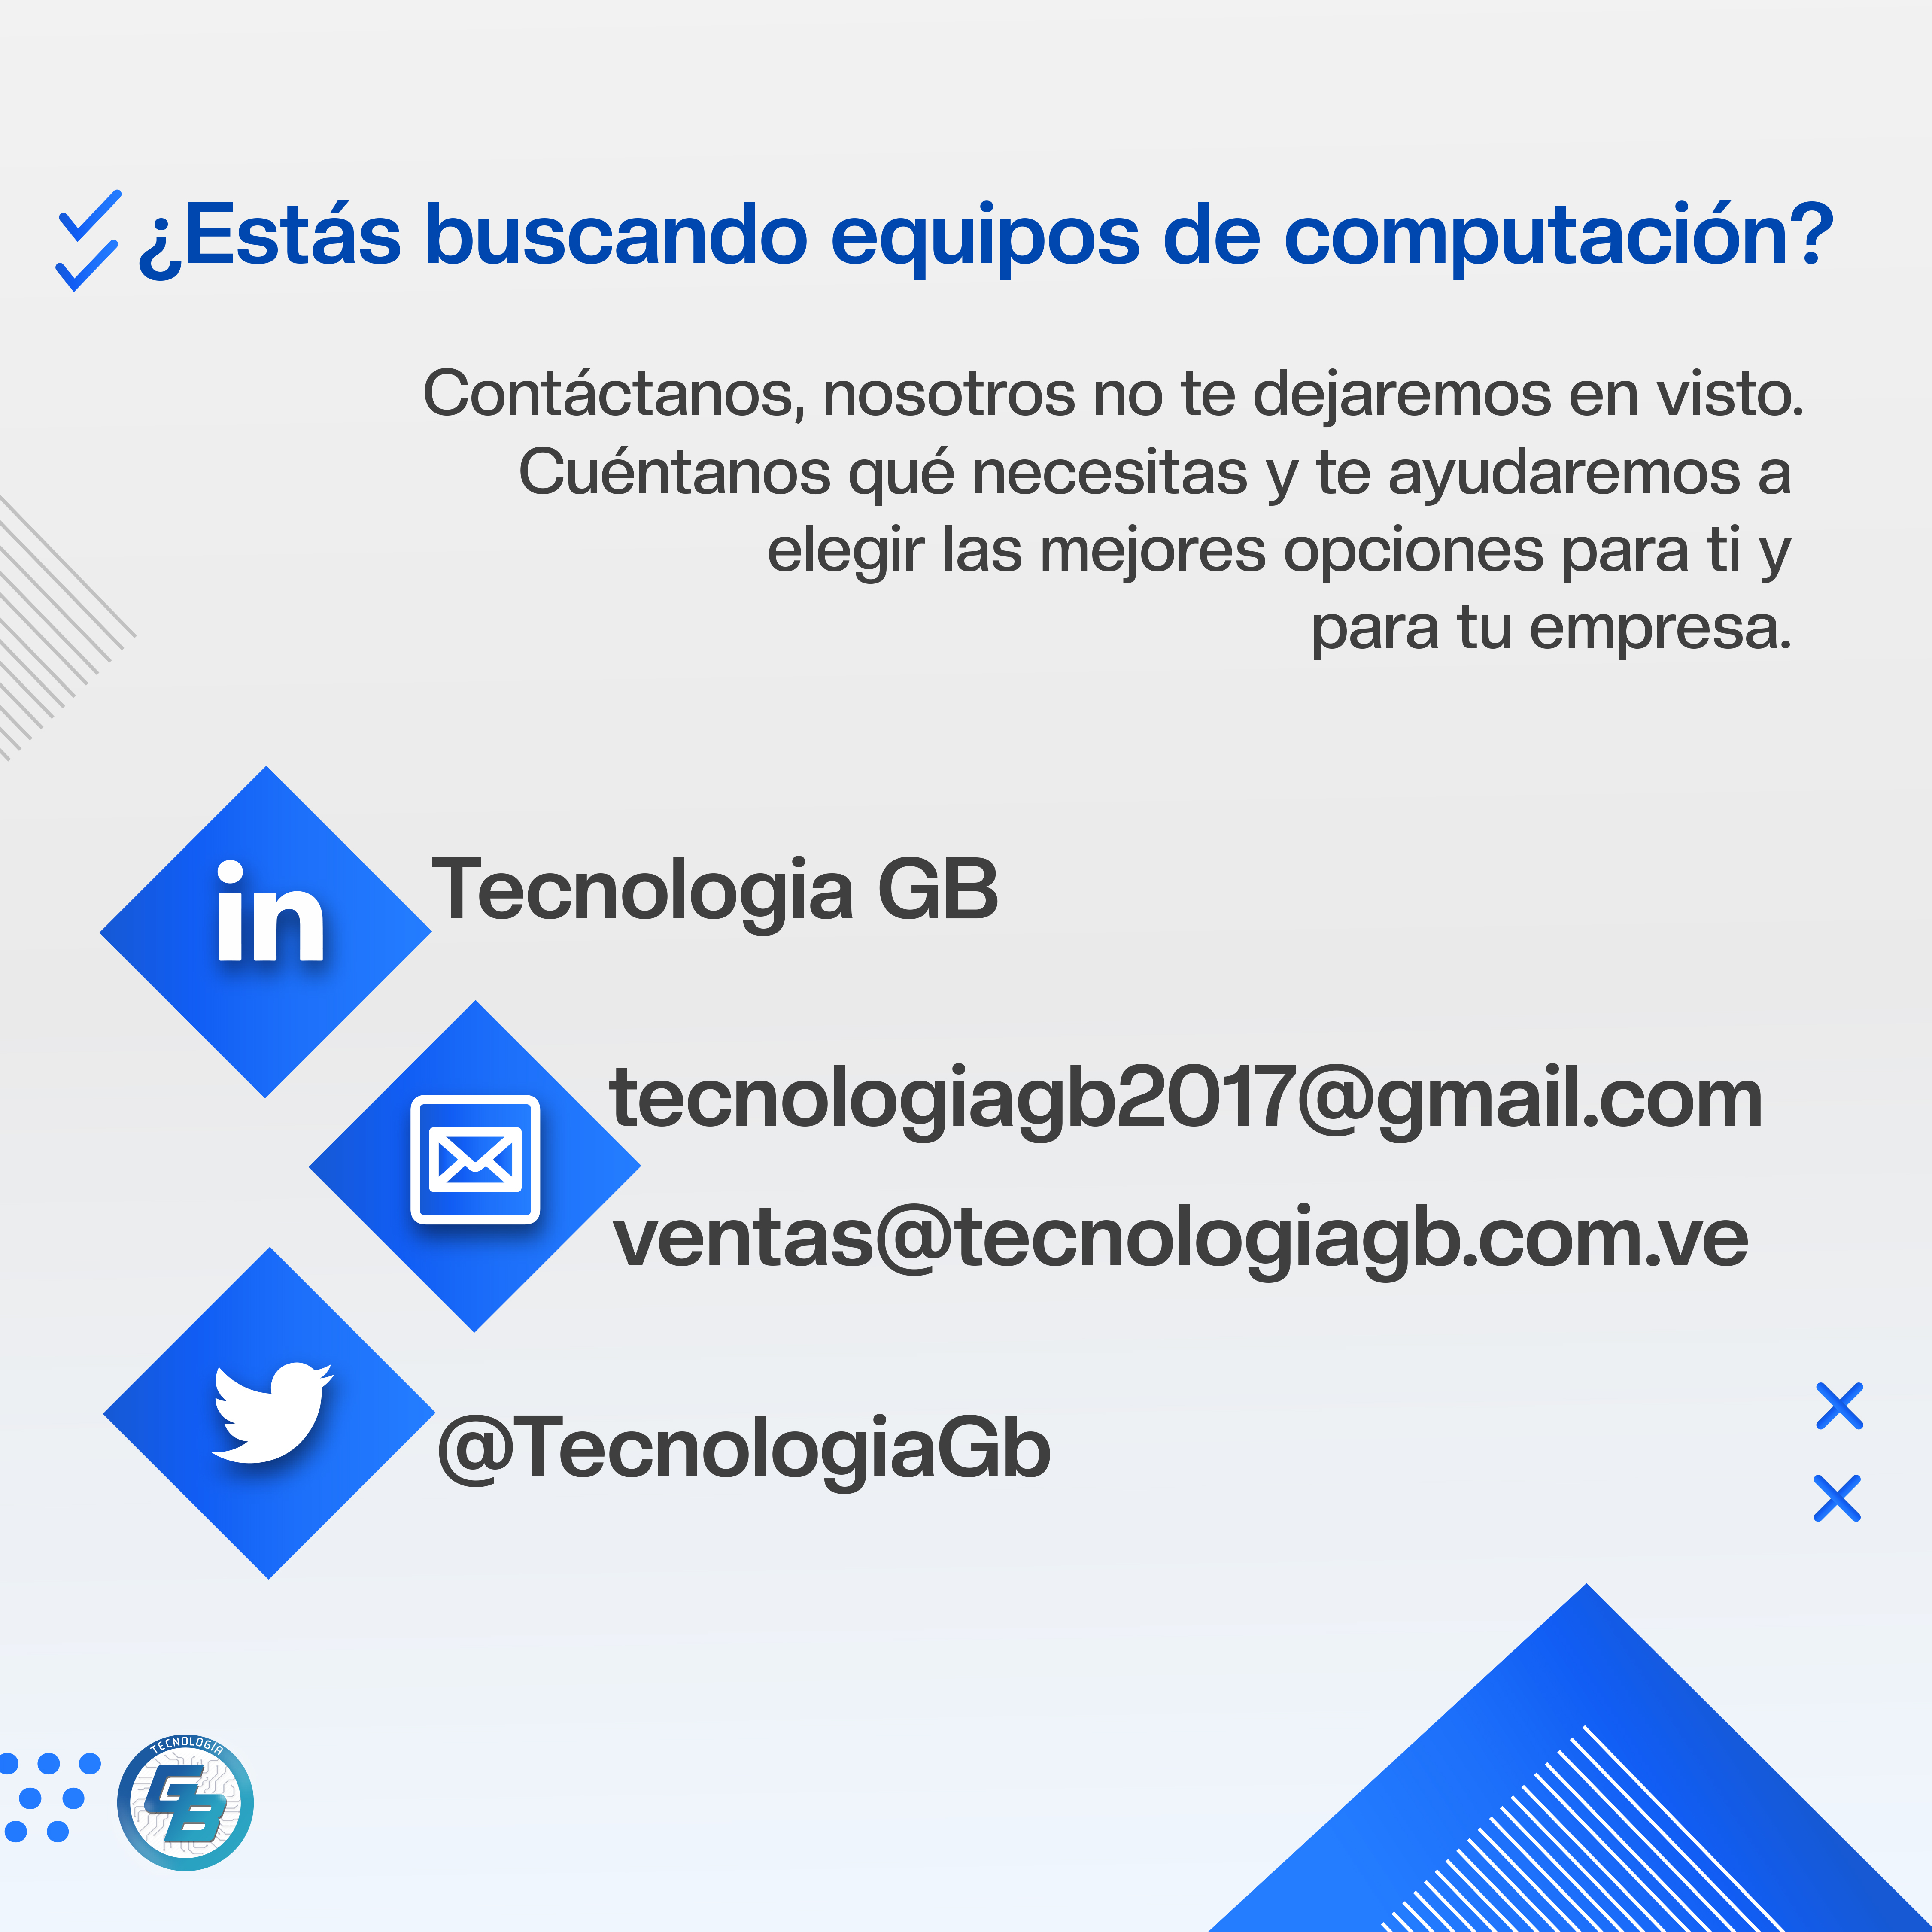 ¿Estás buscando equipos de computación?
Contáctanos, nosotros no te dejaremos en visto.
Cuéntanos qué necesitas y te ayudaremos a
elegir las mejores opciones para ti y
para tu empresa.
in
Tecnologia GB
tecnologiagb2017@gmail.com
ventas@tecnologiagb.com.ve
@TecnologiaGb
TECNOLOGÍA
GB